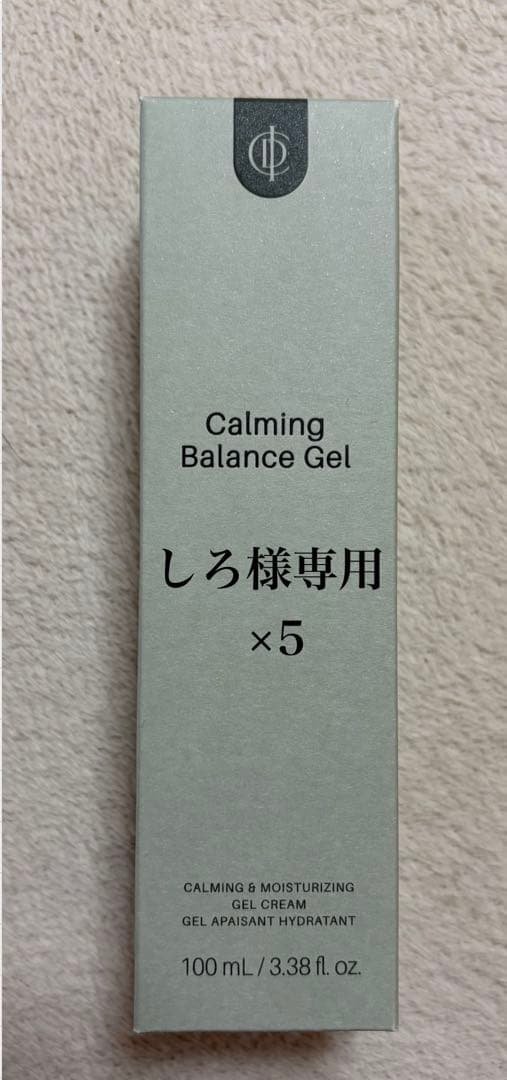 Calming
Balance Gel
しろ様専用
×5
CALMING & MOISTURIZING
GEL CREAM
GEL APAISANT HYDRATANT
100 mL / 3.38 fl. oz.